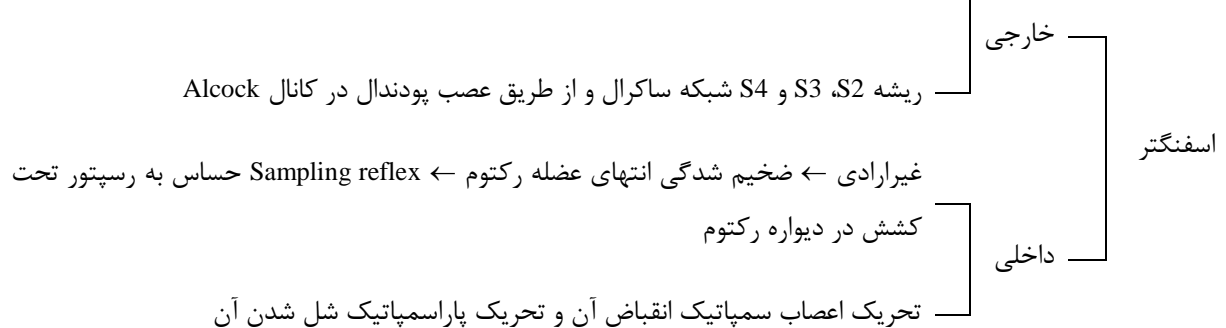 اسفنگتر
خارجی
ریشه S2، S3 و S4 شبکه ساکرال و از طریق عصب پودندال در کانال Alcock
داخلی
غیرارادی ← ضخیم شدگی انتهای عضله رکتوم ← Sampling reflex حساس به رسپتور تحت
کشش در دیواره رکتوم
تحریک اعصاب سمپاتیک انقباض آن و تحریک پاراسمپاتیک شل شدن آن